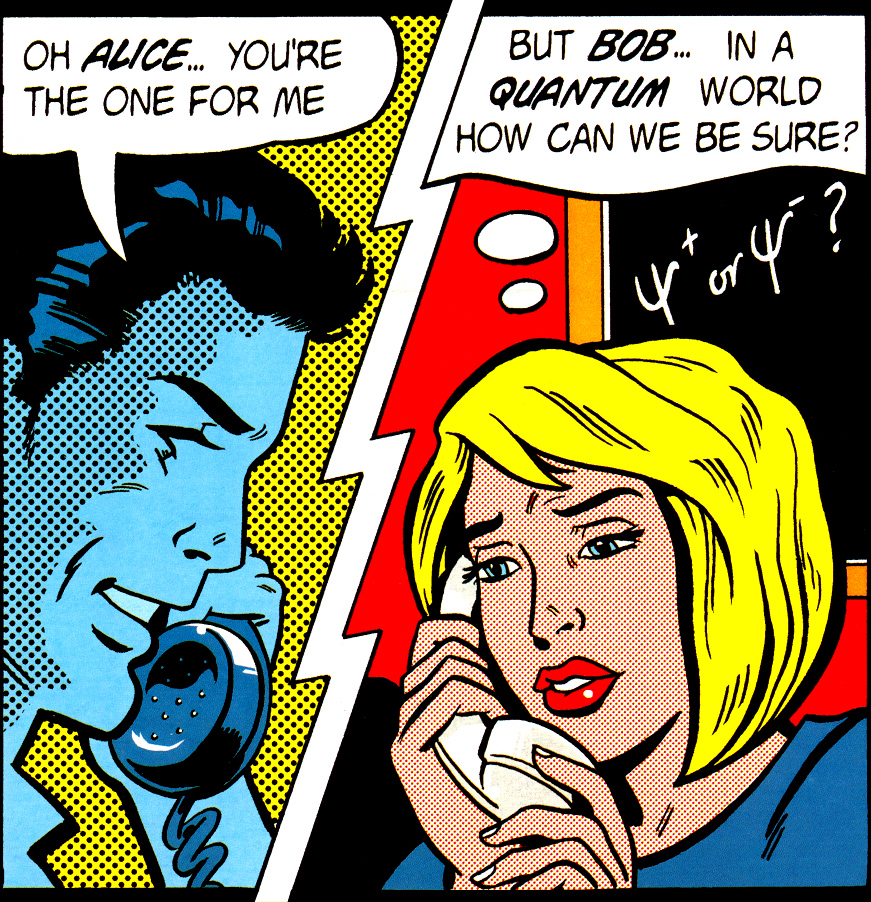 OH ALICE... YOU'RE
THE ONE FOR ME
BUT BOB... IN A
QUANTUM WORLD
HOW CAN WE BE SURE?
Ψ⁺ or Ψ⁻ ?